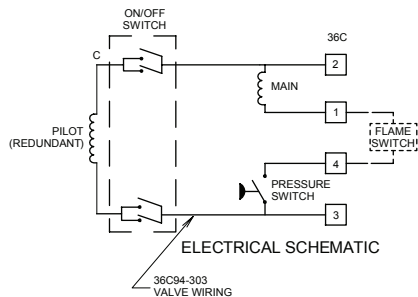 ON/OFF
SWITCH
36C
C
2
MAIN
1
PILOT
(REDUNDANT)
FLAME
SWITCH
4
PRESSURE
SWITCH
3
ELECTRICAL SCHEMATIC
36C94-303
VALVE WIRING